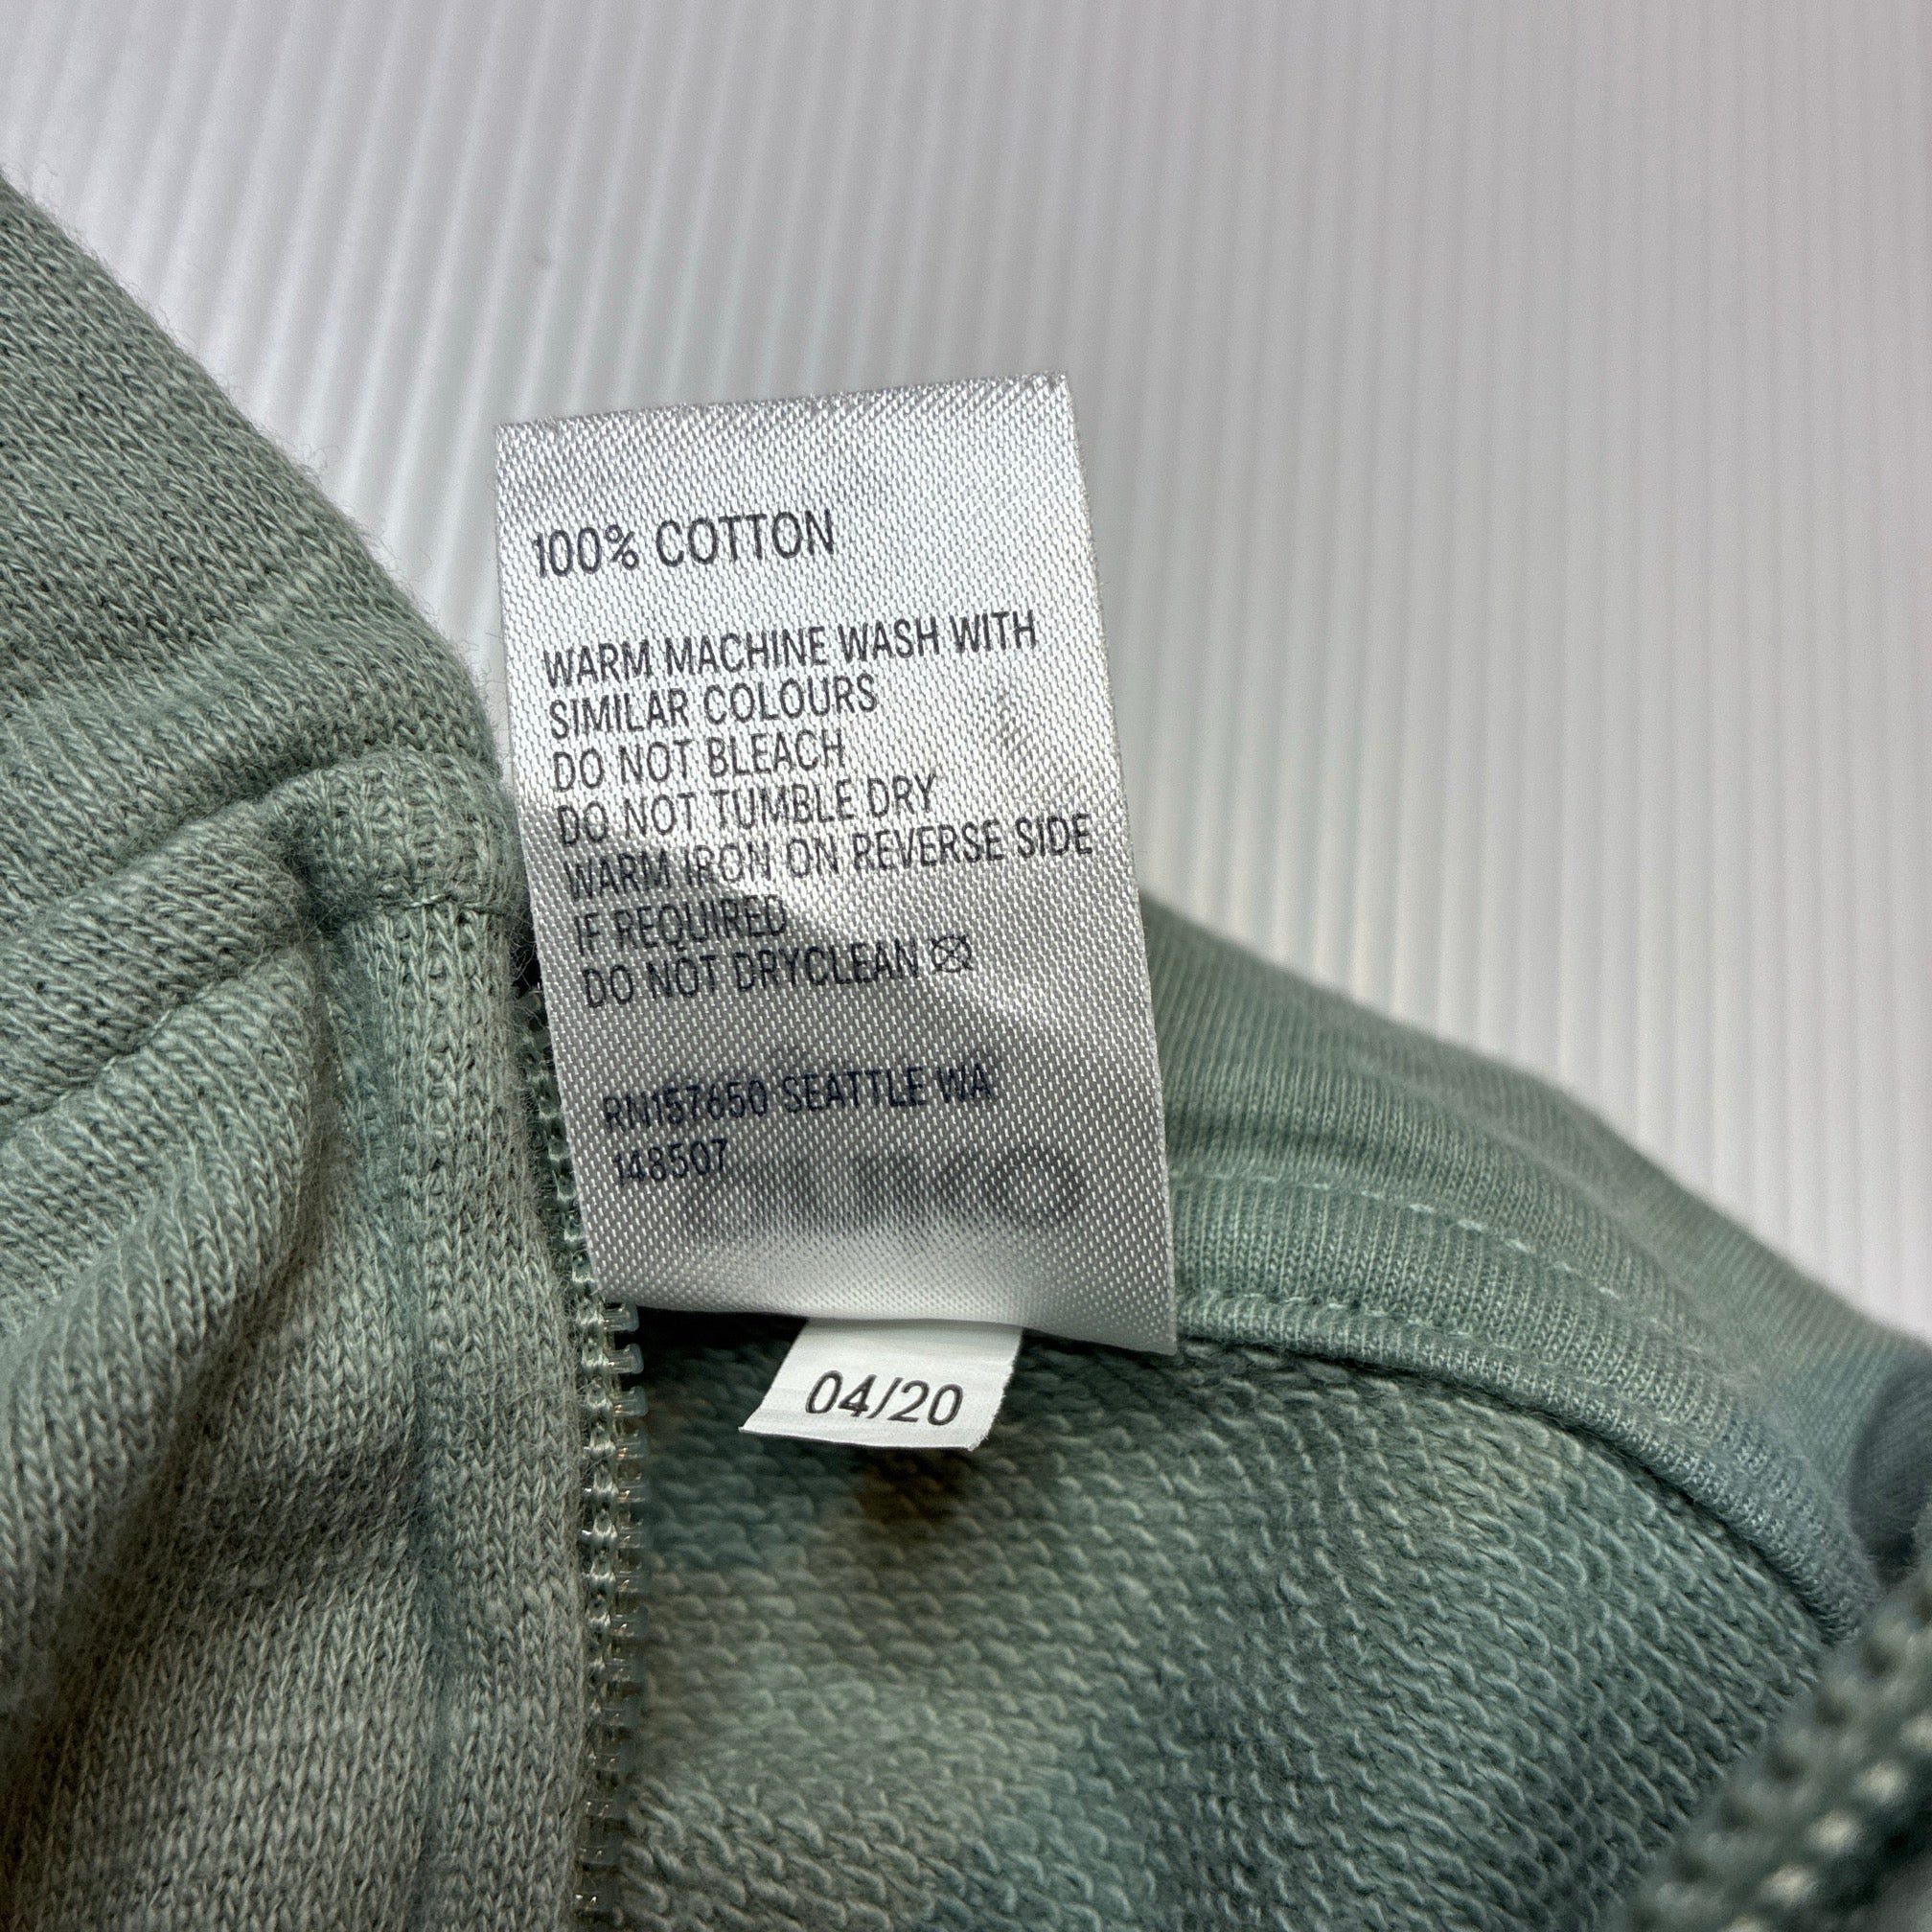 100% COTTON
WARM MACHINE WASH WITH
SIMILAR COLOURS
DO NOT BLEACH
DO NOT TUMBLE DRY
WARM IRON ON REVERSE SIDE
IF REQUIRED
DO NOT DRYCLEAN
RN157650 SEATTLE WA
148507
04/20